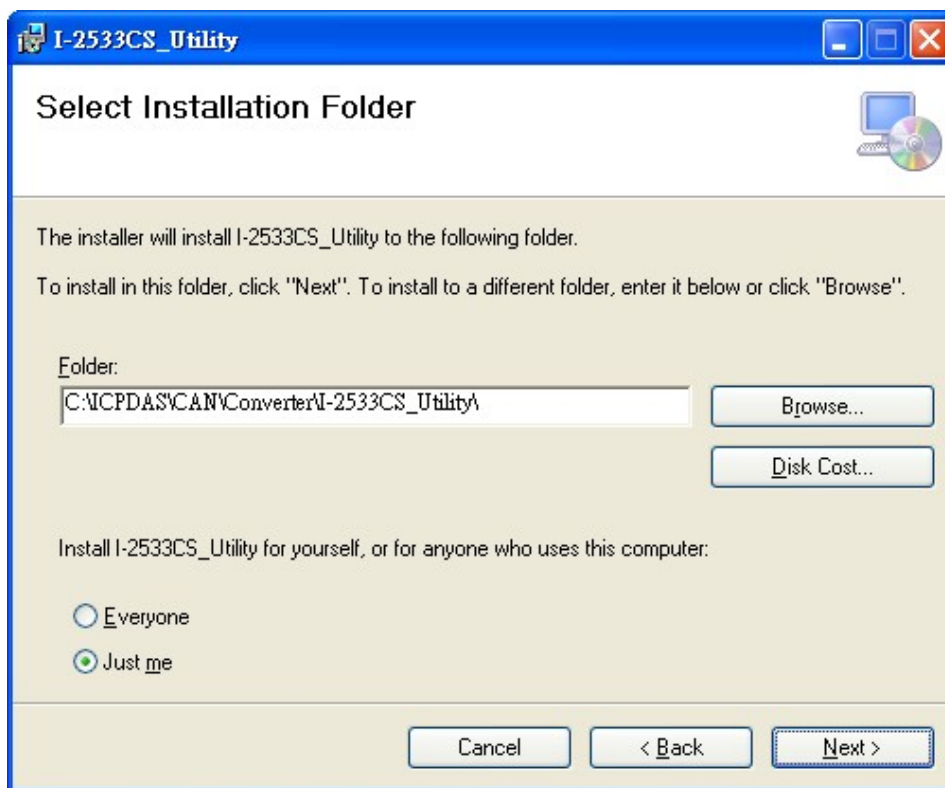 I-2533CS_Utility
Select Installation Folder
The installer will install I-2533CS_Utility to the following folder.
To install in this folder, click "Next". To install to a different folder, enter it below or click "Browse".
Folder:
C:\ICPDAS\CAN\Converter\I-2533CS_Utility\
Browse...
Disk Cost...
Install I-2533CS_Utility for yourself, or for anyone who uses this computer:
Everyone
Just me
Cancel
< Back
Next >